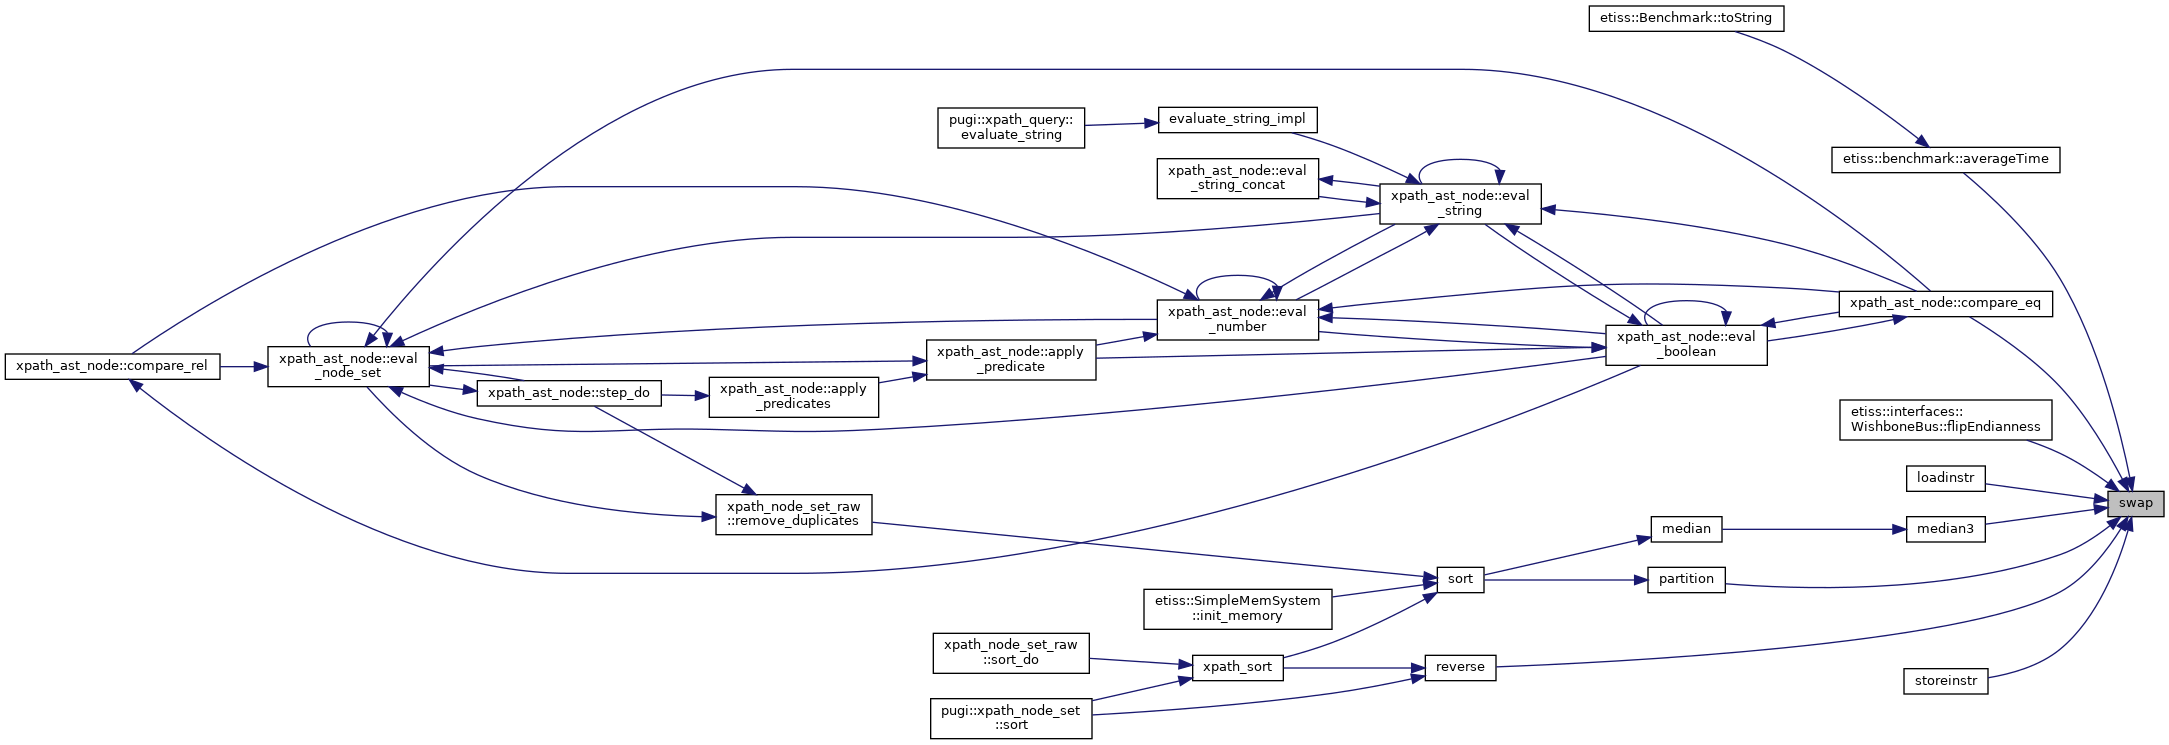 etiss::Benchmark::toString
pugi::xpath_query::
evaluate_string
evaluate_string_impl
etiss::benchmark::averageTime
xpath_ast_node::eval
_string_concat
xpath_ast_node::eval
_string
xpath_ast_node::eval
_number
xpath_ast_node::compare_eq
xpath_ast_node::eval
_boolean
xpath_ast_node::compare_rel
xpath_ast_node::eval
_node_set
xpath_ast_node::apply
_predicate
xpath_ast_node::step_do
xpath_ast_node::apply
_predicates
etiss::interfaces::
WishboneBus::flipEndianness
loadinstr
swap
xpath_node_set_raw
::remove_duplicates
median
median3
sort
partition
etiss::SimpleMemSystem
::init_memory
xpath_node_set_raw
::sort_do
xpath_sort
reverse
storeinstr
pugi::xpath_node_set
::sort